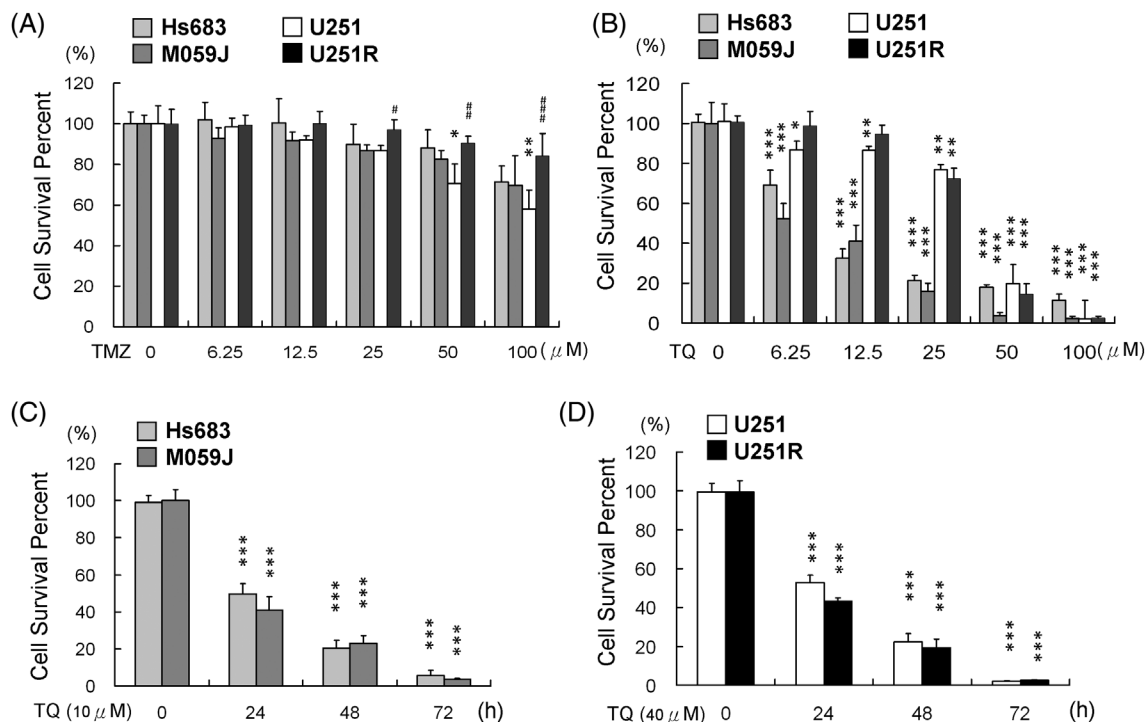 (A)
Hs683 U251
M059J U251R
(%)
Cell Survival Percent
120
100
80
60
40
20
0
# ## ###
* **
TMZ 0 6.25 12.5 25 50 100 (μM)
(B)
Hs683 U251
M059J U251R
(%)
Cell Survival Percent
120
100
80
60
40
20
0
*** *** * *** *** ** *** *** ** ** *** *** *** *** *** *** *** ***
TQ 0 6.25 12.5 25 50 100 (μM)
(C)
Hs683
M059J
(%)
Cell Survival Percent
120
100
80
60
40
20
0
*** *** *** *** *** ***
TQ (10 μM) 0 24 48 72 (h)
(D)
U251
U251R
(%)
Cell Survival Percent
120
100
80
60
40
20
0
*** *** *** *** *** ***
TQ (40 μM) 0 24 48 72 (h)